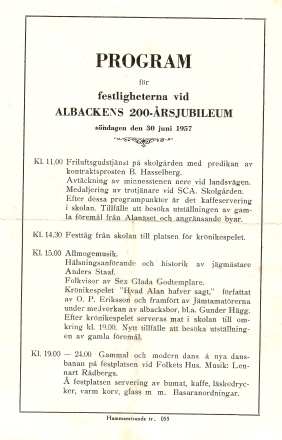 PROGRAM
för
festligheterna vid
ALBACKENS 200-ÅRSJUBILEUM
söndagen den 30 juni 1957
Kl. 11.00 Friluftsgudstjänst på skolgården med predikan av
kontraktsprosten B. Hasselberg.
Avtäckning av minnesstenen nere vid landsvägen.
Medaljering av trotjänare vid SCA. Skolgården.
Efter dessa programpunkter är det kaffeservering
i skolan. Tillfälle att besöka utställningen av gam-
la föremål från Alanäset och angränsande byar.
Kl. 14.30 Festtåg från skolan till platsen för krönikespelet.
Kl. 15.00 Allmogemusik.
Hälsningsanförande och historik av jägmästare
Anders Staaf.
Folkvisor av Sex Glada Godtemplare.
Krönikespelet "Hvad Alan hafver sagt," författat
av O. P. Eriksson och framfört av Jämtamatörerna
under medverkan av albacksbor, bl.a. Gunder Hägg.
Efter krönikespelet serveras mat i skolan till om-
kring kl. 19.00. Nytt tillfälle att besöka utställning-
en av gamla föremål.
Kl. 19.00 — 24.00 Gammal och modern dans å nya dans-
banan på festplatsen vid Folkets Hus. Musik: Len-
nart Rådbergs.
Å festplatsen servering av bumat, kaffe, läskedryc-
ker, varm korv, glass m m. Basaranordningar.
Hammarstrands tr. 055